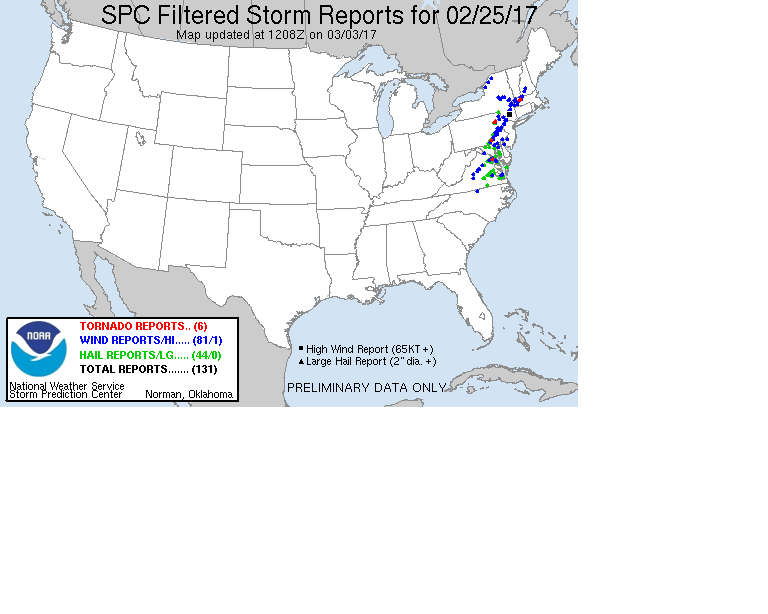 SPC Filtered Storm Reports for 02/25/17
Map updated at 1208Z on 03/03/17
NOAA
TORNADO REPORTS.. (6)
WIND REPORTS/HI..... (81/1)
HAIL REPORTS/LG..... (44/0)
TOTAL REPORTS....... (131)
National Weather Service
Storm Prediction Center Norman, Oklahoma
High Wind Report (65KT+)
Large Hail Report (2" dia. +)
PRELIMINARY DATA ONLY